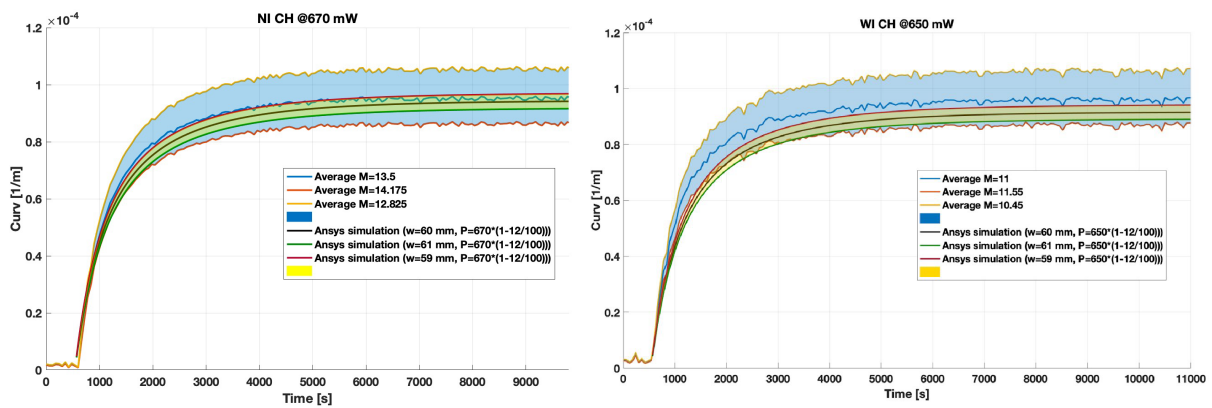 NI CH @670 mW
×10-4
1.2
1
0.8
0.6
0.4
0.2
0
Curv [1/m]
Average M=13.5
Average M=14.175
Average M=12.825
Ansys simulation (w=60 mm, P=670*(1-12/100)))
Ansys simulation (w=61 mm, P=670*(1-12/100)))
Ansys simulation (w=59 mm, P=670*(1-12/100)))
0 1000 2000 3000 4000 5000 6000 7000 8000 9000
Time [s]
WI CH @650 mW
×10-4
1.2
1
0.8
0.6
0.4
0.2
0
Curv [1/m]
Average M=11
Average M=11.55
Average M=10.45
Ansys simulation (w=60 mm, P=650*(1-12/100)))
Ansys simulation (w=61 mm, P=650*(1-12/100)))
Ansys simulation (w=59 mm, P=650*(1-12/100)))
0 1000 2000 3000 4000 5000 6000 7000 8000 9000 10000 11000
Time [s]